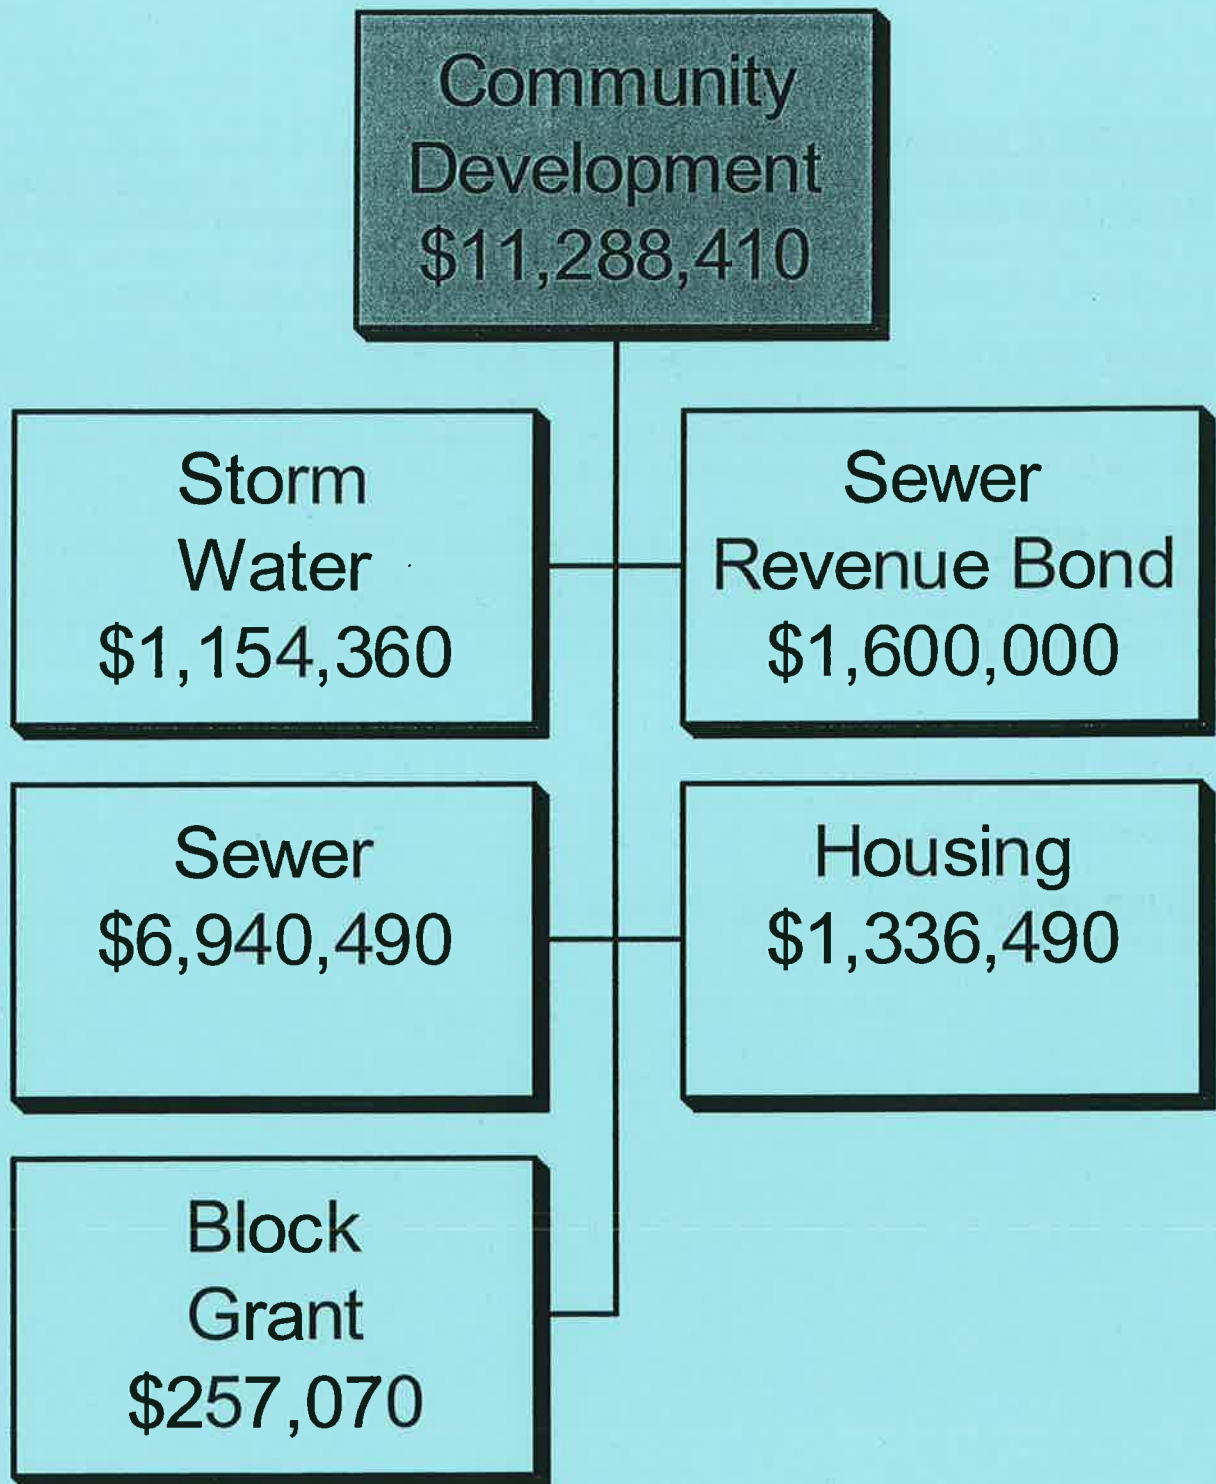 Community
Development
$11,288,410
Storm
Water
$1,154,360
Sewer
Revenue Bond
$1,600,000
Sewer
$6,940,490
Housing
$1,336,490
Block
Grant
$257,070